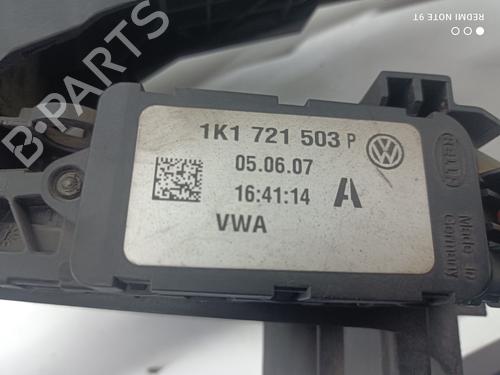 REDMI NOTE 9T
B-Parts
1K1 721 503 P
05.06.07
16:41:14 A
VWA
HELLA
Made in
Germany